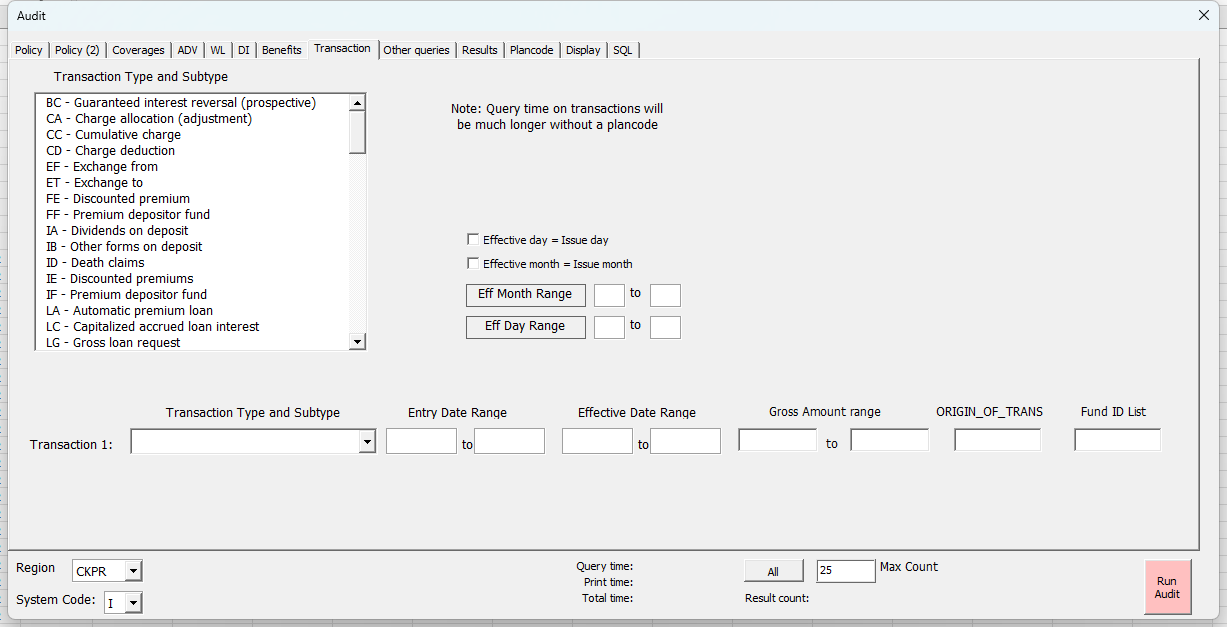 Audit
Policy Policy (2) Coverages ADV WL DI Benefits Transaction Other queries Results Plancode Display SQL
Transaction Type and Subtype
BC - Guaranteed interest reversal (prospective)
CA - Charge allocation (adjustment)
CC - Cumulative charge
CD - Charge deduction
EF - Exchange from
ET - Exchange to
FE - Discounted premium
FF - Premium depositor fund
IA - Dividends on deposit
IB - Other forms on deposit
ID - Death claims
IE - Discounted premiums
IF - Premium depositor fund
LA - Automatic premium loan
LC - Capitalized accrued loan interest
LG - Gross loan request
Note: Query time on transactions will
be much longer without a plancode
Effective day = Issue day
Effective month = Issue month
Eff Month Range to
Eff Day Range to
Transaction Type and Subtype Entry Date Range Effective Date Range Gross Amount range ORIGIN_OF_TRANS Fund ID List
Transaction 1: to to to
Region CKPR
System Code: I
Query time:
Print time:
Total time:
All 25 Max Count
Result count:
Run
Audit